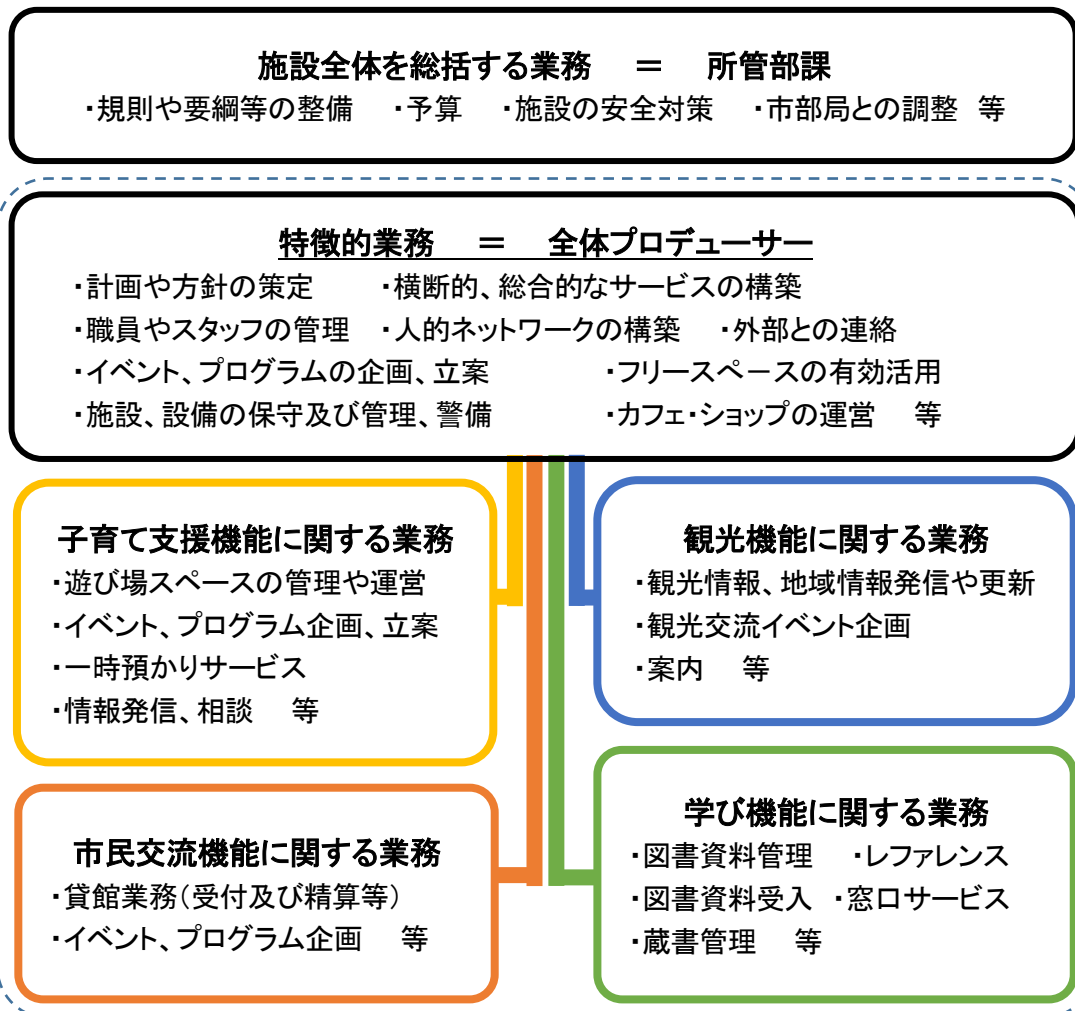 施設全体を総括する業務　＝　所管部課
・規則や要綱等の整備　・予算　・施設の安全対策　・市部局との調整　等
特徴的業務　＝　全体プロデューサー
・計画や方針の策定　・横断的、総合的なサービスの構築
・職員やスタッフの管理　・人的ネットワークの構築　・外部との連絡
・イベント、プログラムの企画、立案　・フリースペースの有効活用
・施設、設備の保守及び管理、警備　・カフェ・ショップの運営　等
子育て支援機能に関する業務
・遊び場スペースの管理や運営
・イベント、プログラム企画、立案
・一時預かりサービス
・情報発信、相談　等
観光機能に関する業務
・観光情報、地域情報発信や更新
・観光交流イベント企画
・案内　等
市民交流機能に関する業務
・貸館業務（受付及び精算等）
・イベント、プログラム企画　等
学び機能に関する業務
・図書資料管理　・レファレンス
・図書資料受入　・窓口サービス
・蔵書管理　等